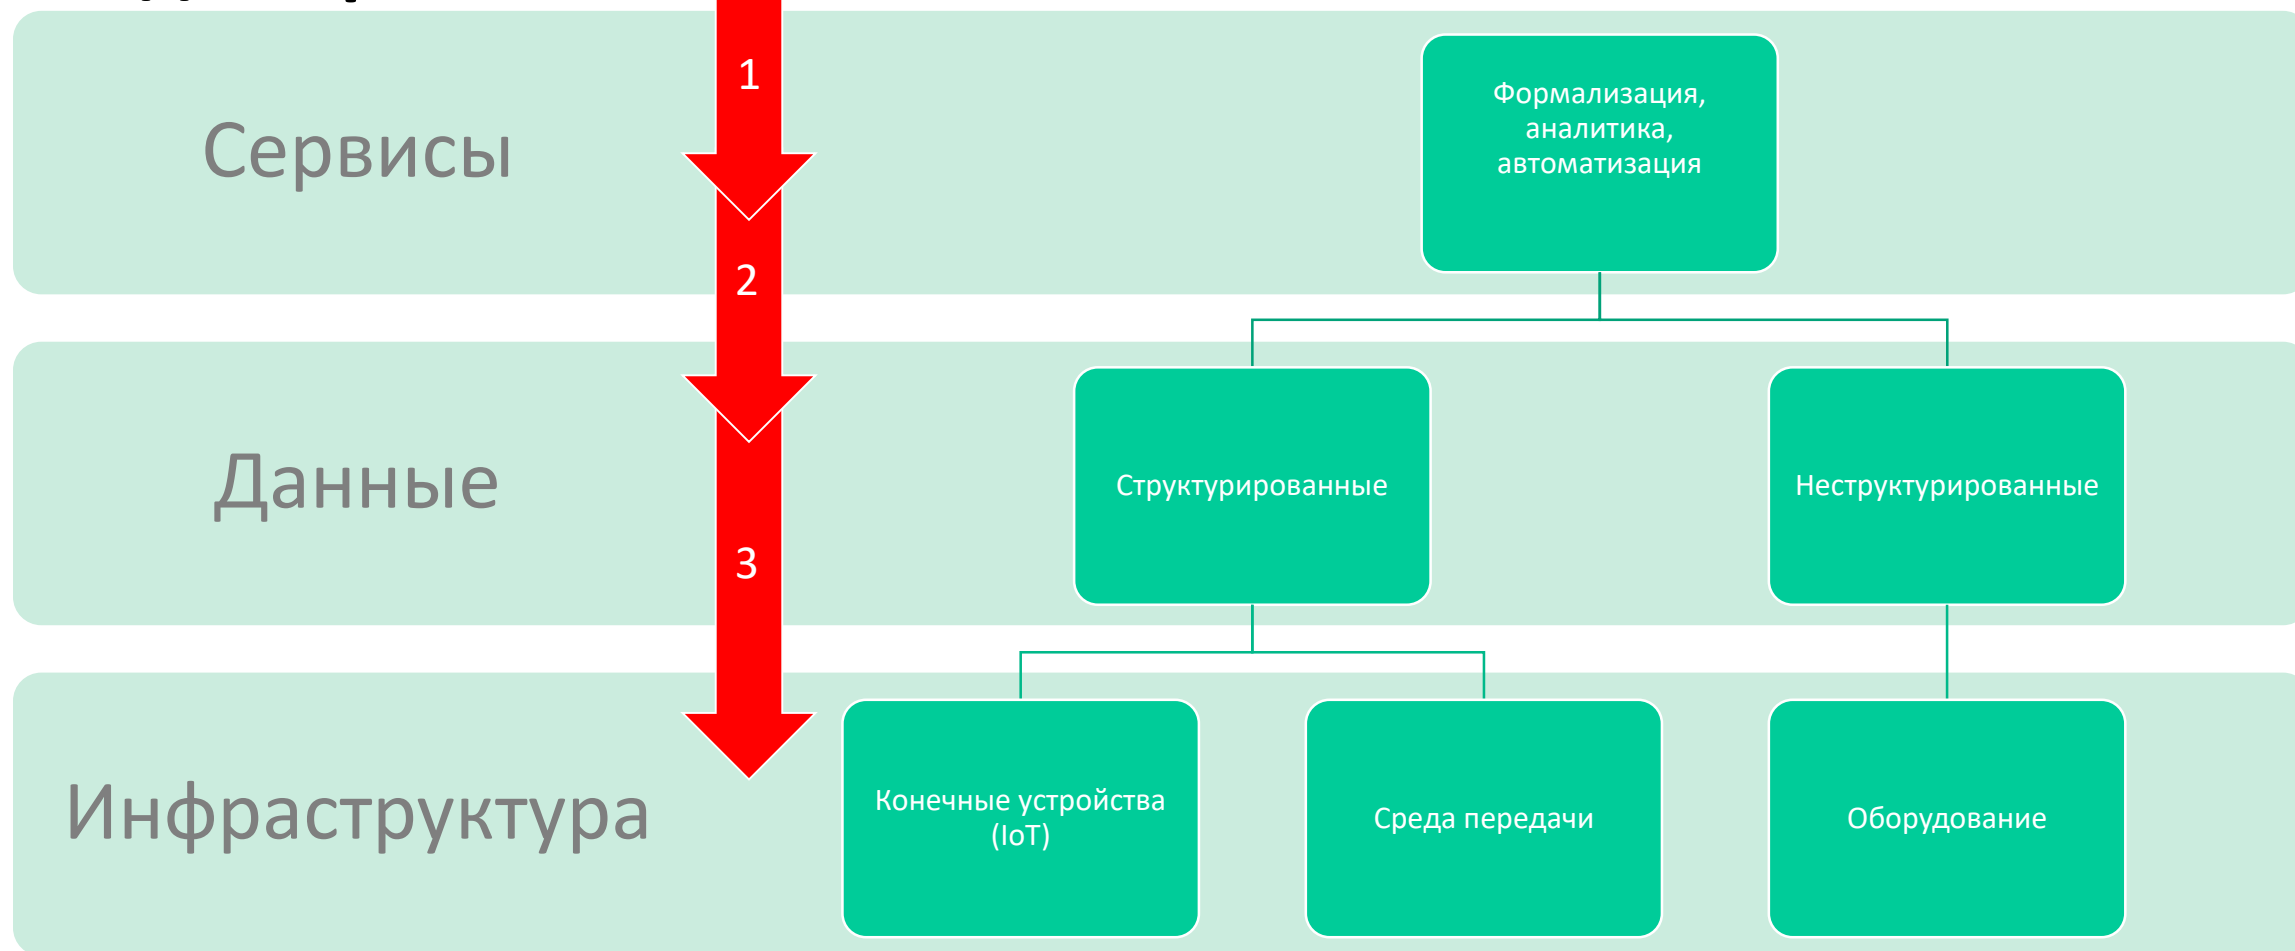 1
Сервисы
Формализация,
аналитика,
автоматизация
2
Данные
Структурированные
Неструктурированные
3
Инфраструктура
Конечные устройства
(IoT)
Среда передачи
Оборудование